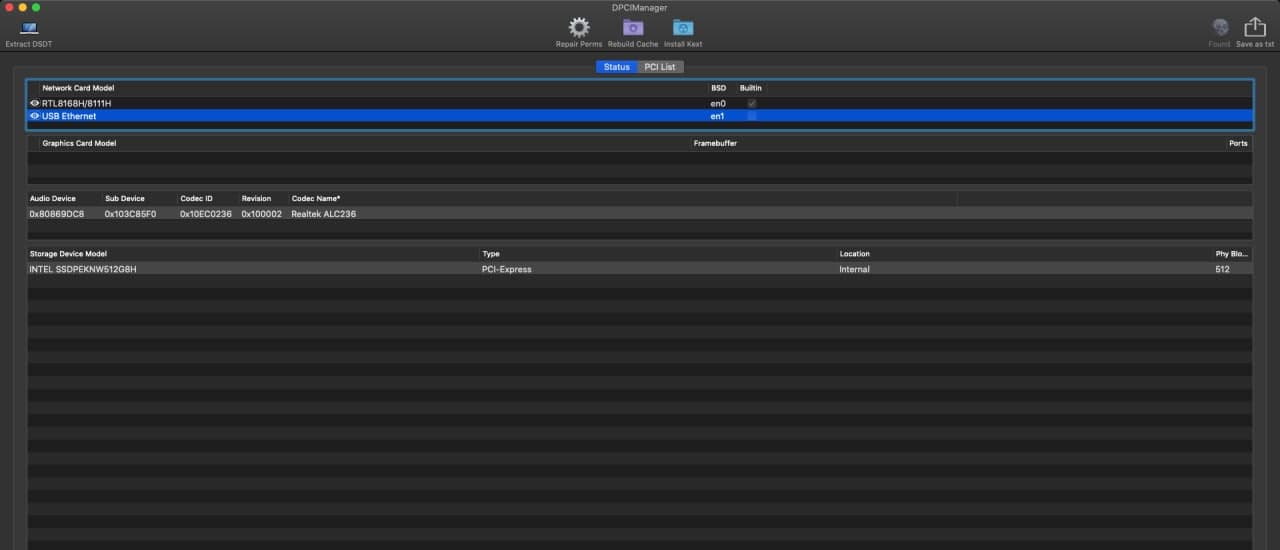 DPCIManager
Extract DSDT
Repair Perms Rebuild Cache Install Kext
Found Save as txt
Status PCI List
Network Card Model BSD Builtin
RTL8168H/8111H en0
USB Ethernet en1
Graphics Card Model Framebuffer Ports
Audio Device Sub Device Codec ID Revision Codec Name*
0x80869DC8 0x103C85F0 0x10EC0236 0x100002 Realtek ALC236
Storage Device Model Type Location Phy Blo...
INTEL SSDPEKNW512G8H PCI-Express Internal 512